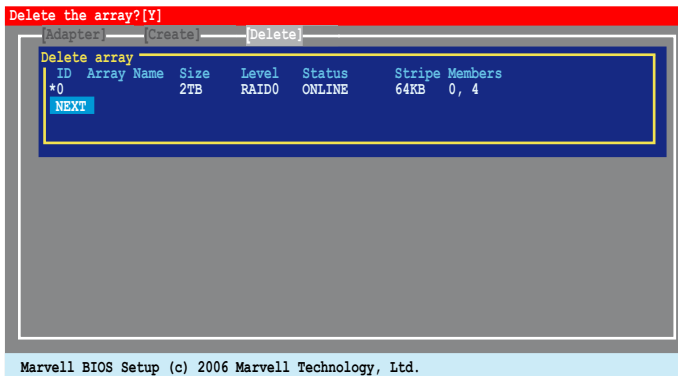 Delete the array?[Y]
[Adapter] [Create] [Delete]
Delete array
ID Array Name Size Level Status Stripe Members
*0 2TB RAID0 ONLINE 64KB 0, 4
NEXT
Marvell BIOS Setup (c) 2006 Marvell Technology, Ltd.